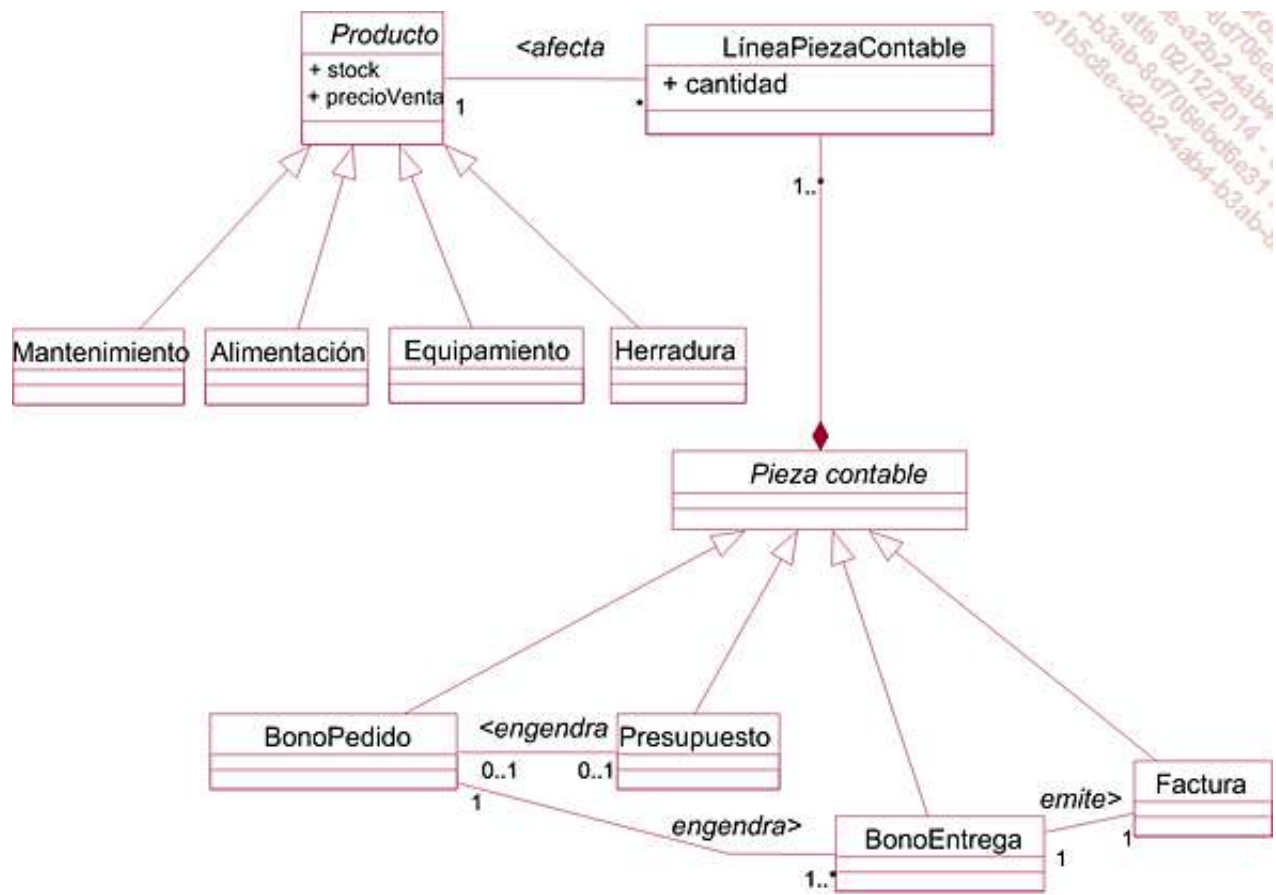 Producto
+ stock
+ precioVenta
<afecta
1
*
LíneaPiezaContable
+ cantidad
1..*
Mantenimiento
Alimentación
Equipamiento
Herradura
Pieza contable
BonoPedido
<engendra
0..1
0..1
Presupuesto
1
engendra>
1..*
BonoEntrega
emite>
1
1
Factura